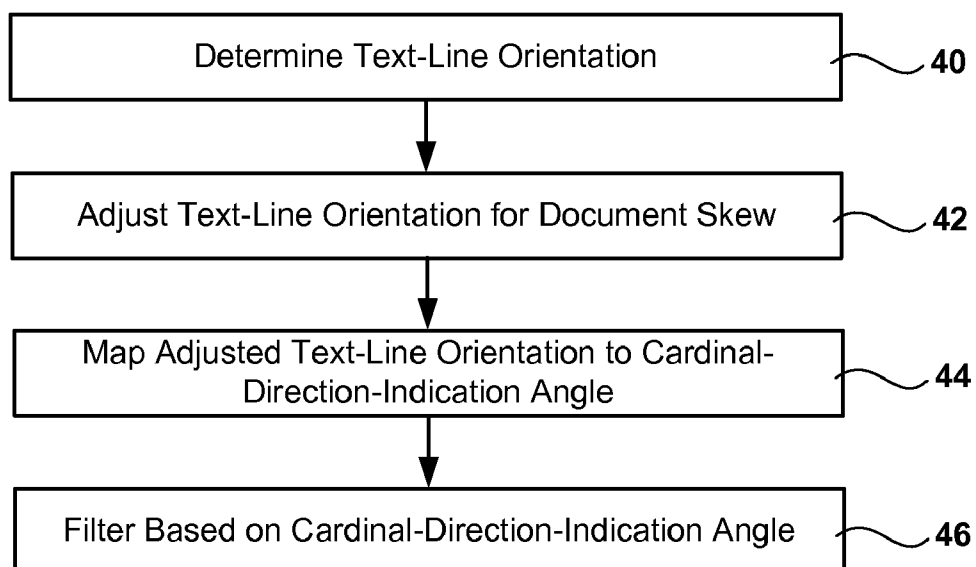 Determine Text-Line Orientation
40
Adjust Text-Line Orientation for Document Skew
42
Map Adjusted Text-Line Orientation to Cardinal-
Direction-Indication Angle
44
Filter Based on Cardinal-Direction-Indication Angle
46